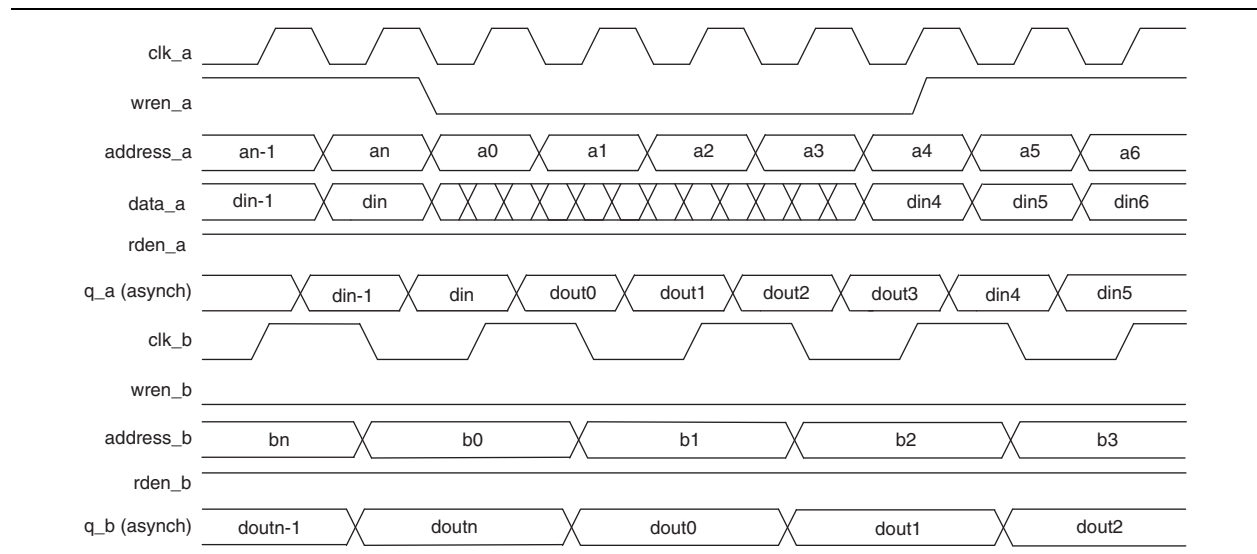 clk_a
wren_a
address_a an-1 an a0 a1 a2 a3 a4 a5 a6
data_a din-1 din din4 din5 din6
rden_a
q_a (asynch) din-1 din dout0 dout1 dout2 dout3 din4 din5
clk_b
wren_b
address_b bn b0 b1 b2 b3
rden_b
q_b (asynch) doutn-1 doutn dout0 dout1 dout2